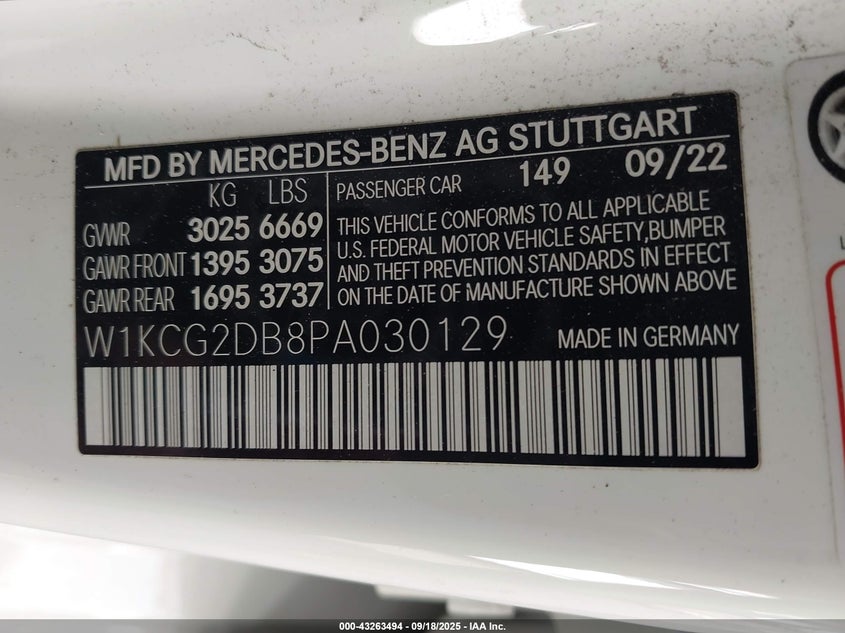 MFD BY MERCEDES-BENZ AG STUTTGART
KG LBS
PASSENGER CAR 149 09/22
GVWR 3025 6669
GAWR FRONT 1395 3075
GAWR REAR 1695 3737
THIS VEHICLE CONFORMS TO ALL APPLICABLE
U.S. FEDERAL MOTOR VEHICLE SAFETY,BUMPER
AND THEFT PREVENTION STANDARDS IN EFFECT
ON THE DATE OF MANUFACTURE SHOWN ABOVE
W1KCG2DB8PA030129 MADE IN GERMANY
000-43263494 - 09/18/2025 - IAA Inc.